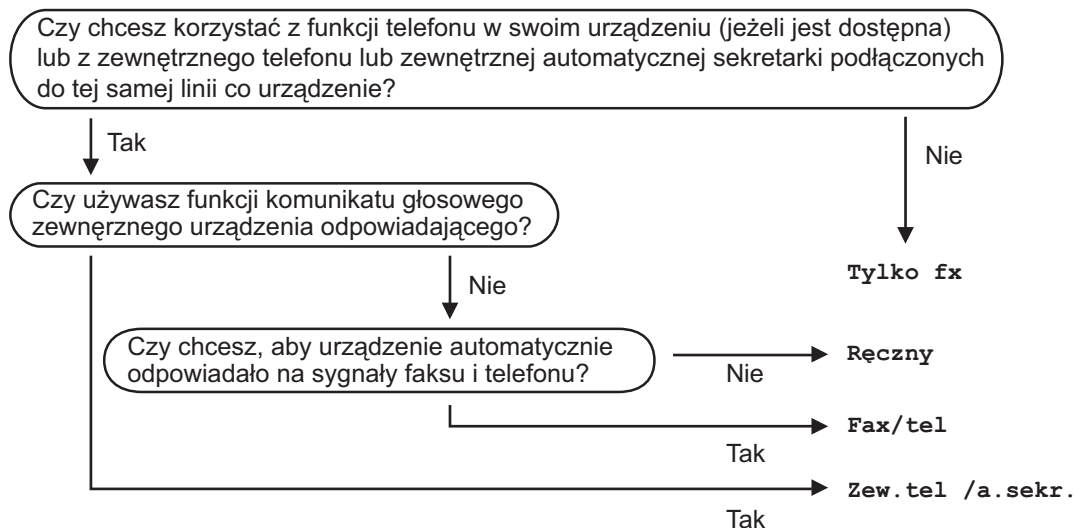 Czy chcesz korzystać z funkcji telefonu w swoim urządzeniu (jeżeli jest dostępna)
lub z zewnętrznego telefonu lub zewnętrznej automatycznej sekretarki podłączonych
do tej samej linii co urządzenie?
Tak
Nie
Czy używasz funkcji komunikatu głosowego
zewnęrznego urządzenia odpowiadającego?
Tylko fx
Nie
Czy chcesz, aby urządzenie automatycznie
odpowiadało na sygnały faksu i telefonu?
Nie
Ręczny
Fax/tel
Tak
Zew.tel /a.sekr.
Tak